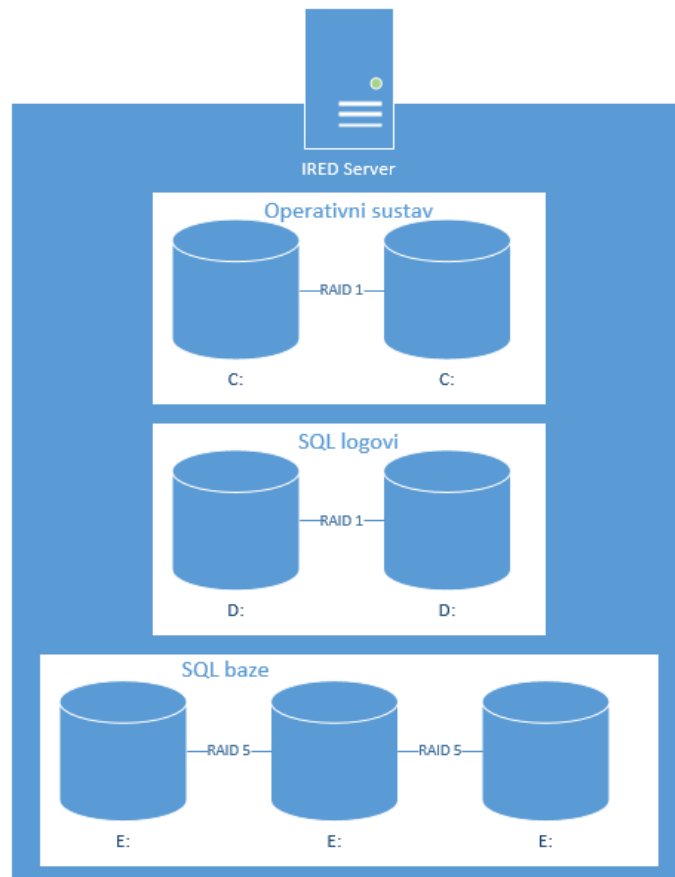 IRED Server
Operativni sustav
RAID 1
C: C:
SQL logovi
RAID 1
D: D:
SQL baze
RAID 5 RAID 5
E: E: E: